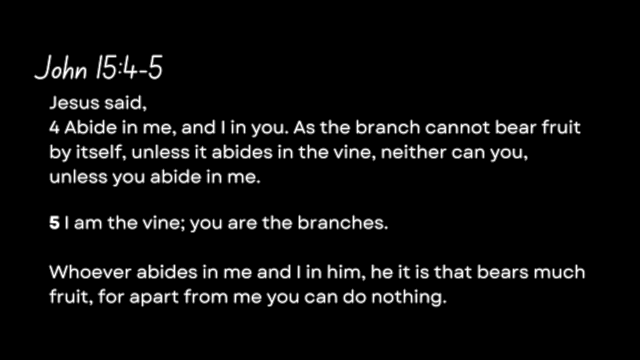 John 15:4-5
Jesus said,
4 Abide in me, and I in you. As the branch cannot bear fruit
by itself, unless it abides in the vine, neither can you,
unless you abide in me.
5 I am the vine; you are the branches.
Whoever abides in me and I in him, he it is that bears much
fruit, for apart from me you can do nothing.